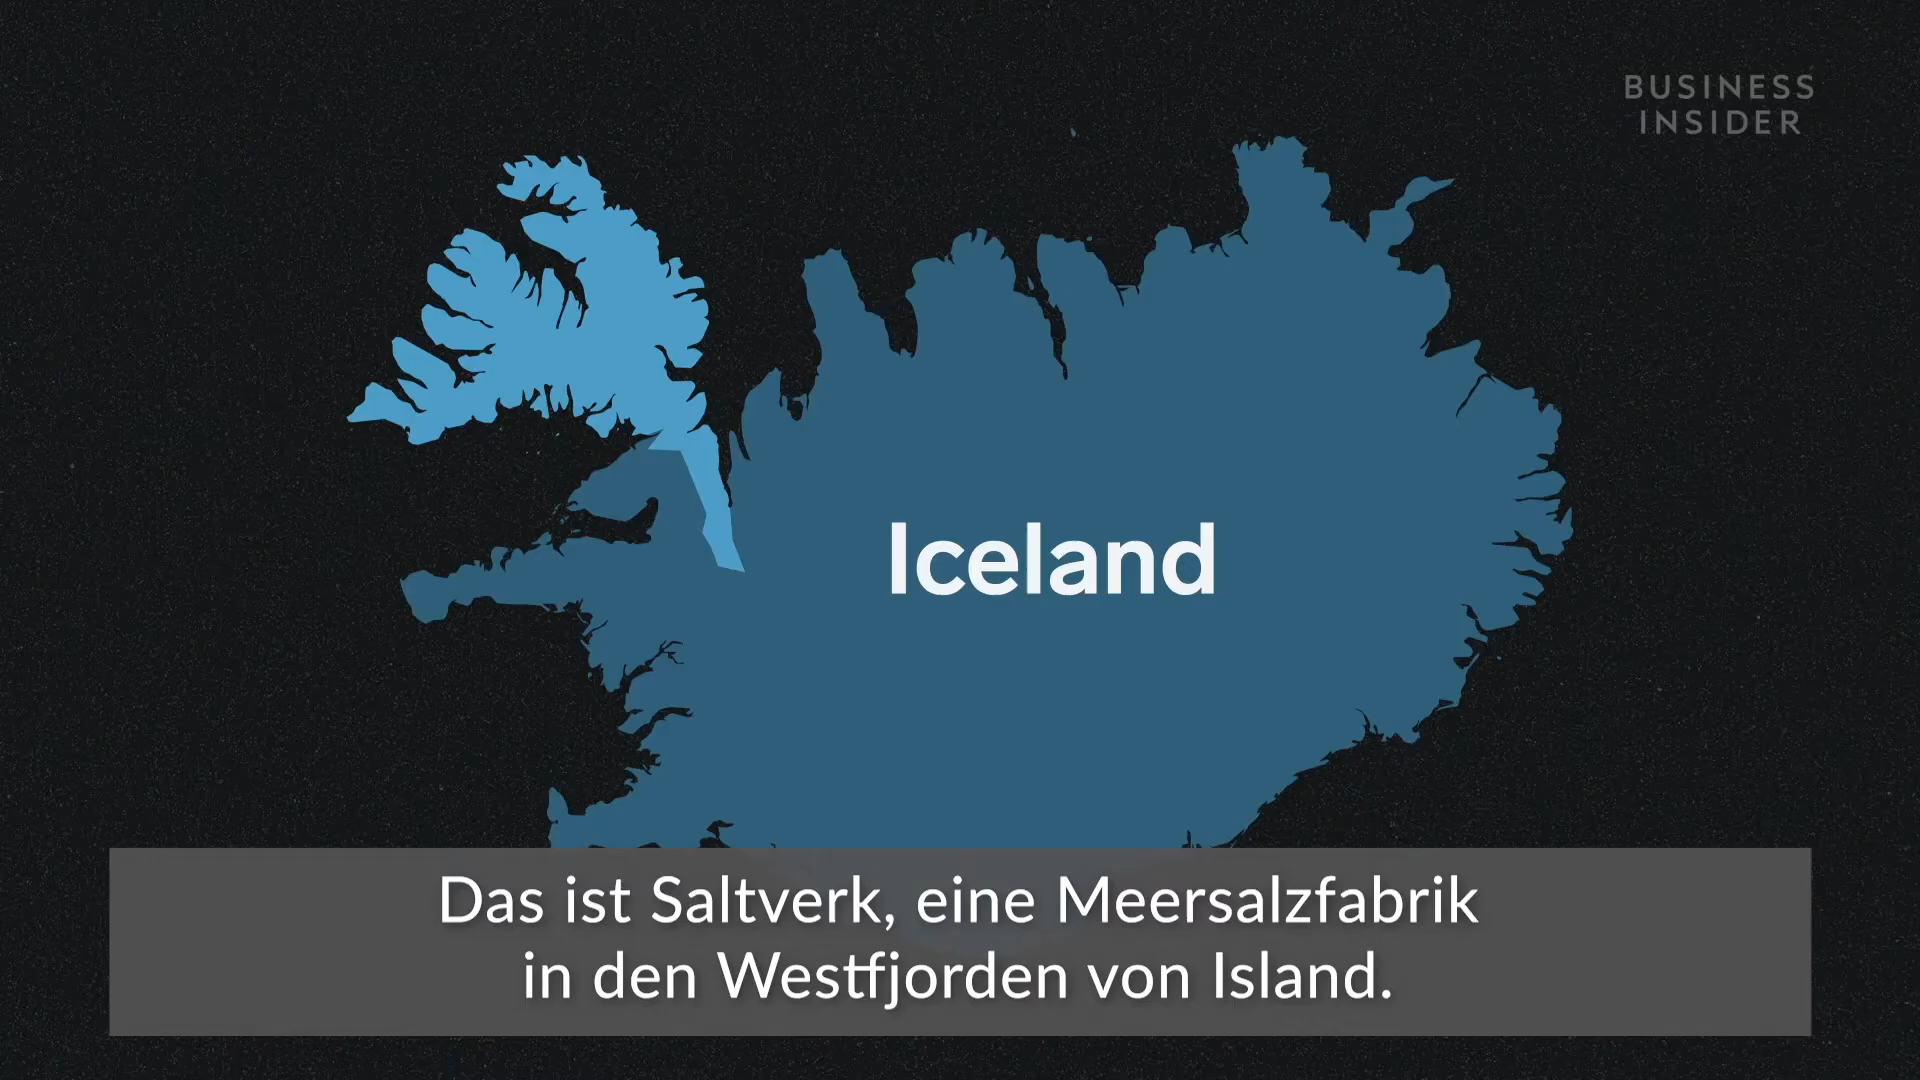 BUSINESS
INSIDER
Iceland
Das ist Saltverk, eine Meersalzfabrik
in den Westfjorden von Island.